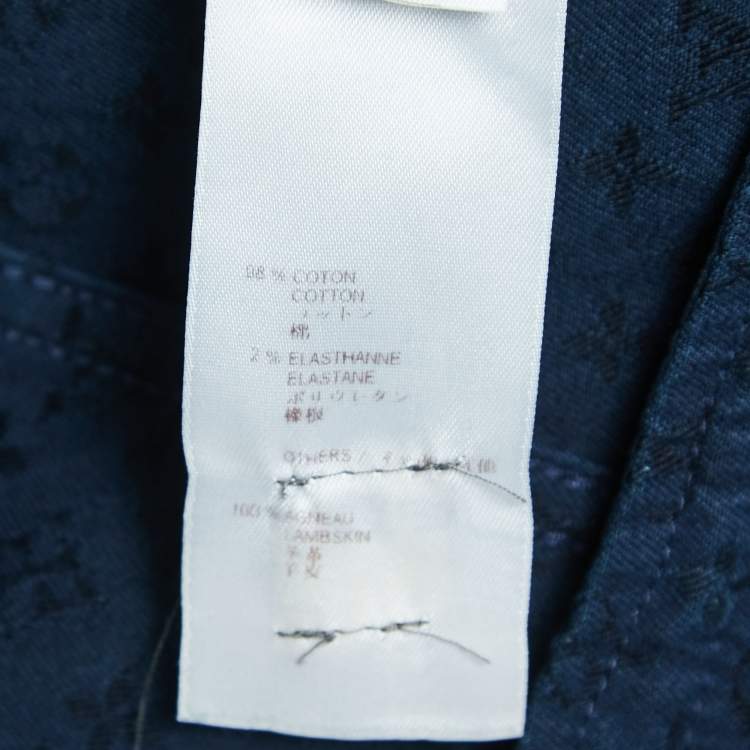 98 % COTON
COTTON
コットン
棉
2 % ELASTHANNE
ELASTANE
ポリウレタン
橡根
OTHERS /
100 % AGNEAU
LAMBSKIN
羊革
羊皮